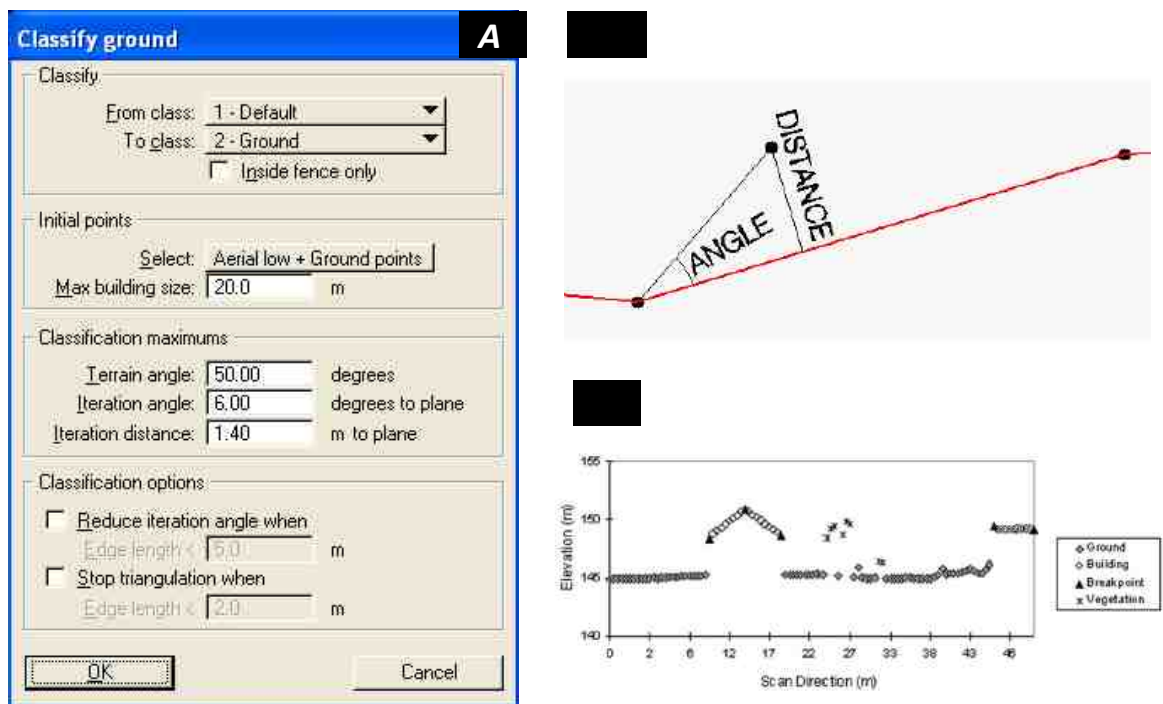 Classify ground
A
Classify
From class: 1 - Default
To class: 2 - Ground
Inside fence only
Initial points
Select: Aerial low + Ground points
Max building size: 20.0 m
Classification maximums
Terrain angle: 50.00 degrees
Iteration angle: 6.00 degrees to plane
Iteration distance: 1.40 m to plane
Classification options
Reduce iteration angle when
Edge length < 5.0 m
Stop triangulation when
Edge length < 2.0 m
OK Cancel
DISTANCE
ANGLE
155
150
145
140
Elevation (m)
0 2 6 12 17 22 27 33 38 43 46
Scan Direction (m)
Ground
Building
Breakpoint
Vegetation